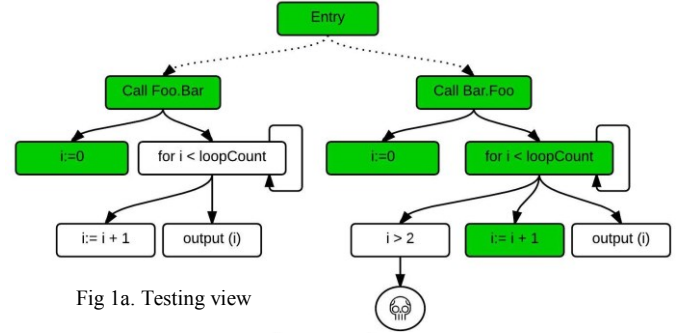 Entry
Call Foo.Bar
Call Bar.Foo
i:=0
for i < loopCount
i:=0
for i < loopCount
i:= i + 1
output (i)
i > 2
i:= i + 1
output (i)
Fig 1a. Testing view